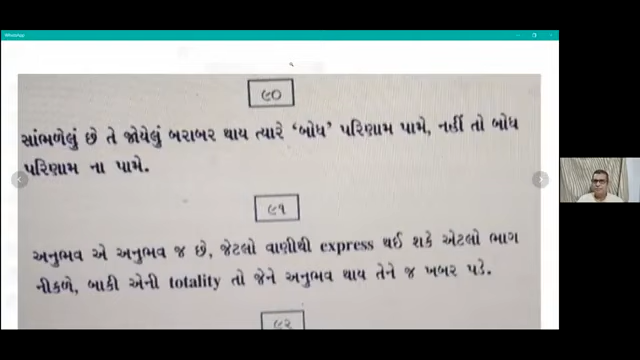 WhatsApp
૯૦
સાંભળેલું છે તે જોયેલું બરાબર થાય ત્યારે ‘બોધ’ પરિણામ પામે, નહીં તો બોધ
પરિણામ ના પામે.
૯૧
અનુભવ એ અનુભવ જ છે, જેટલો વાણીથી express થઈ શકે એટલો ભાગ
નીકળે, બાકી એની totality તો જેને અનુભવ થાય તેને જ ખબર પડે.
૯૨